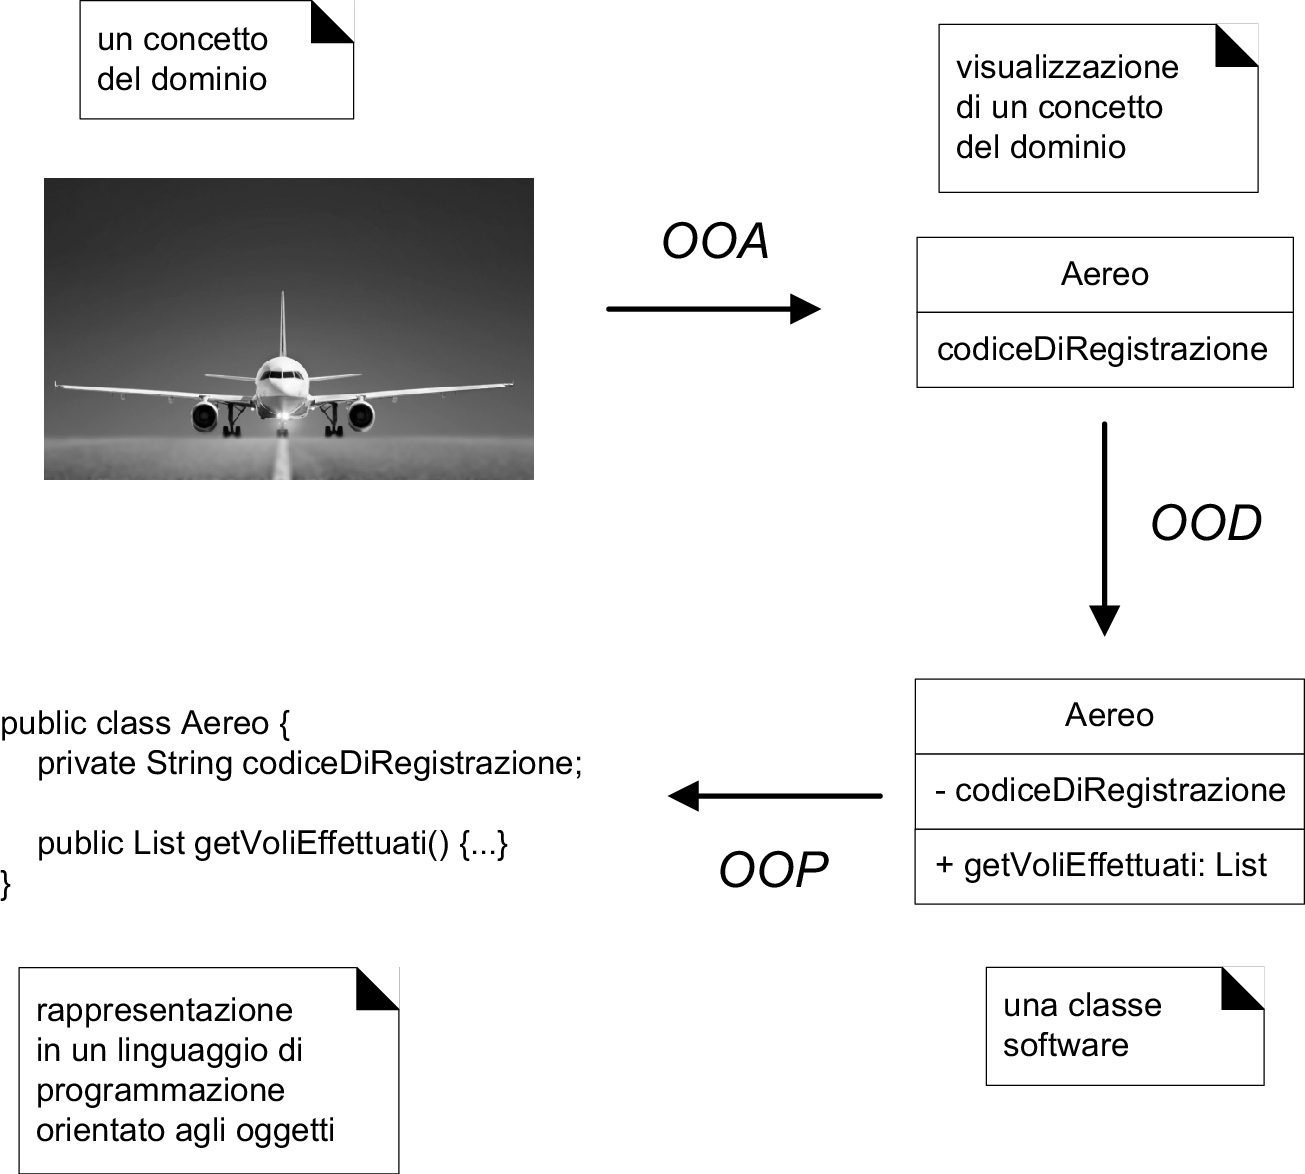 un concetto
del dominio
visualizzazione
di un concetto
del dominio
OOA
Aereo
codiceDiRegistrazione
OOD
Aereo
- codiceDiRegistrazione
+ getVoliEffettuati: List
OOP
public class Aereo {
    private String codiceDiRegistrazione;
    public List getVoliEffettuati() {...}
}
rappresentazione
in un linguaggio di
programmazione
orientato agli oggetti
una classe
software